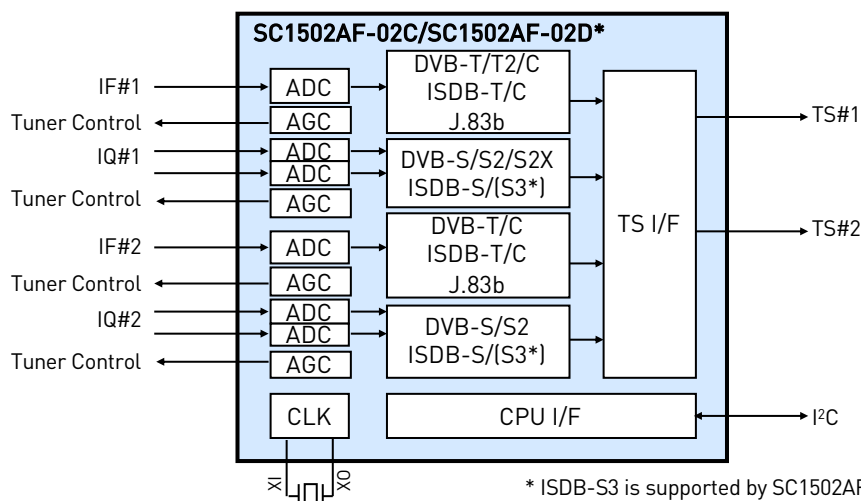 SC1502AF-02C/SC1502AF-02D*
IF#1
ADC
DVB-T/T2/C
ISDB-T/C
J.83b
Tuner Control
AGC
IQ#1
ADC
ADC
DVB-S/S2/S2X
ISDB-S/(S3*)
Tuner Control
AGC
IF#2
ADC
DVB-T/C
ISDB-T/C
J.83b
Tuner Control
AGC
IQ#2
ADC
ADC
DVB-S/S2
ISDB-S/(S3*)
Tuner Control
AGC
TS I/F
TS#1
TS#2
CLK
CPU I/F
I²C
XI
XO
* ISDB-S3 is supported by SC1502AF